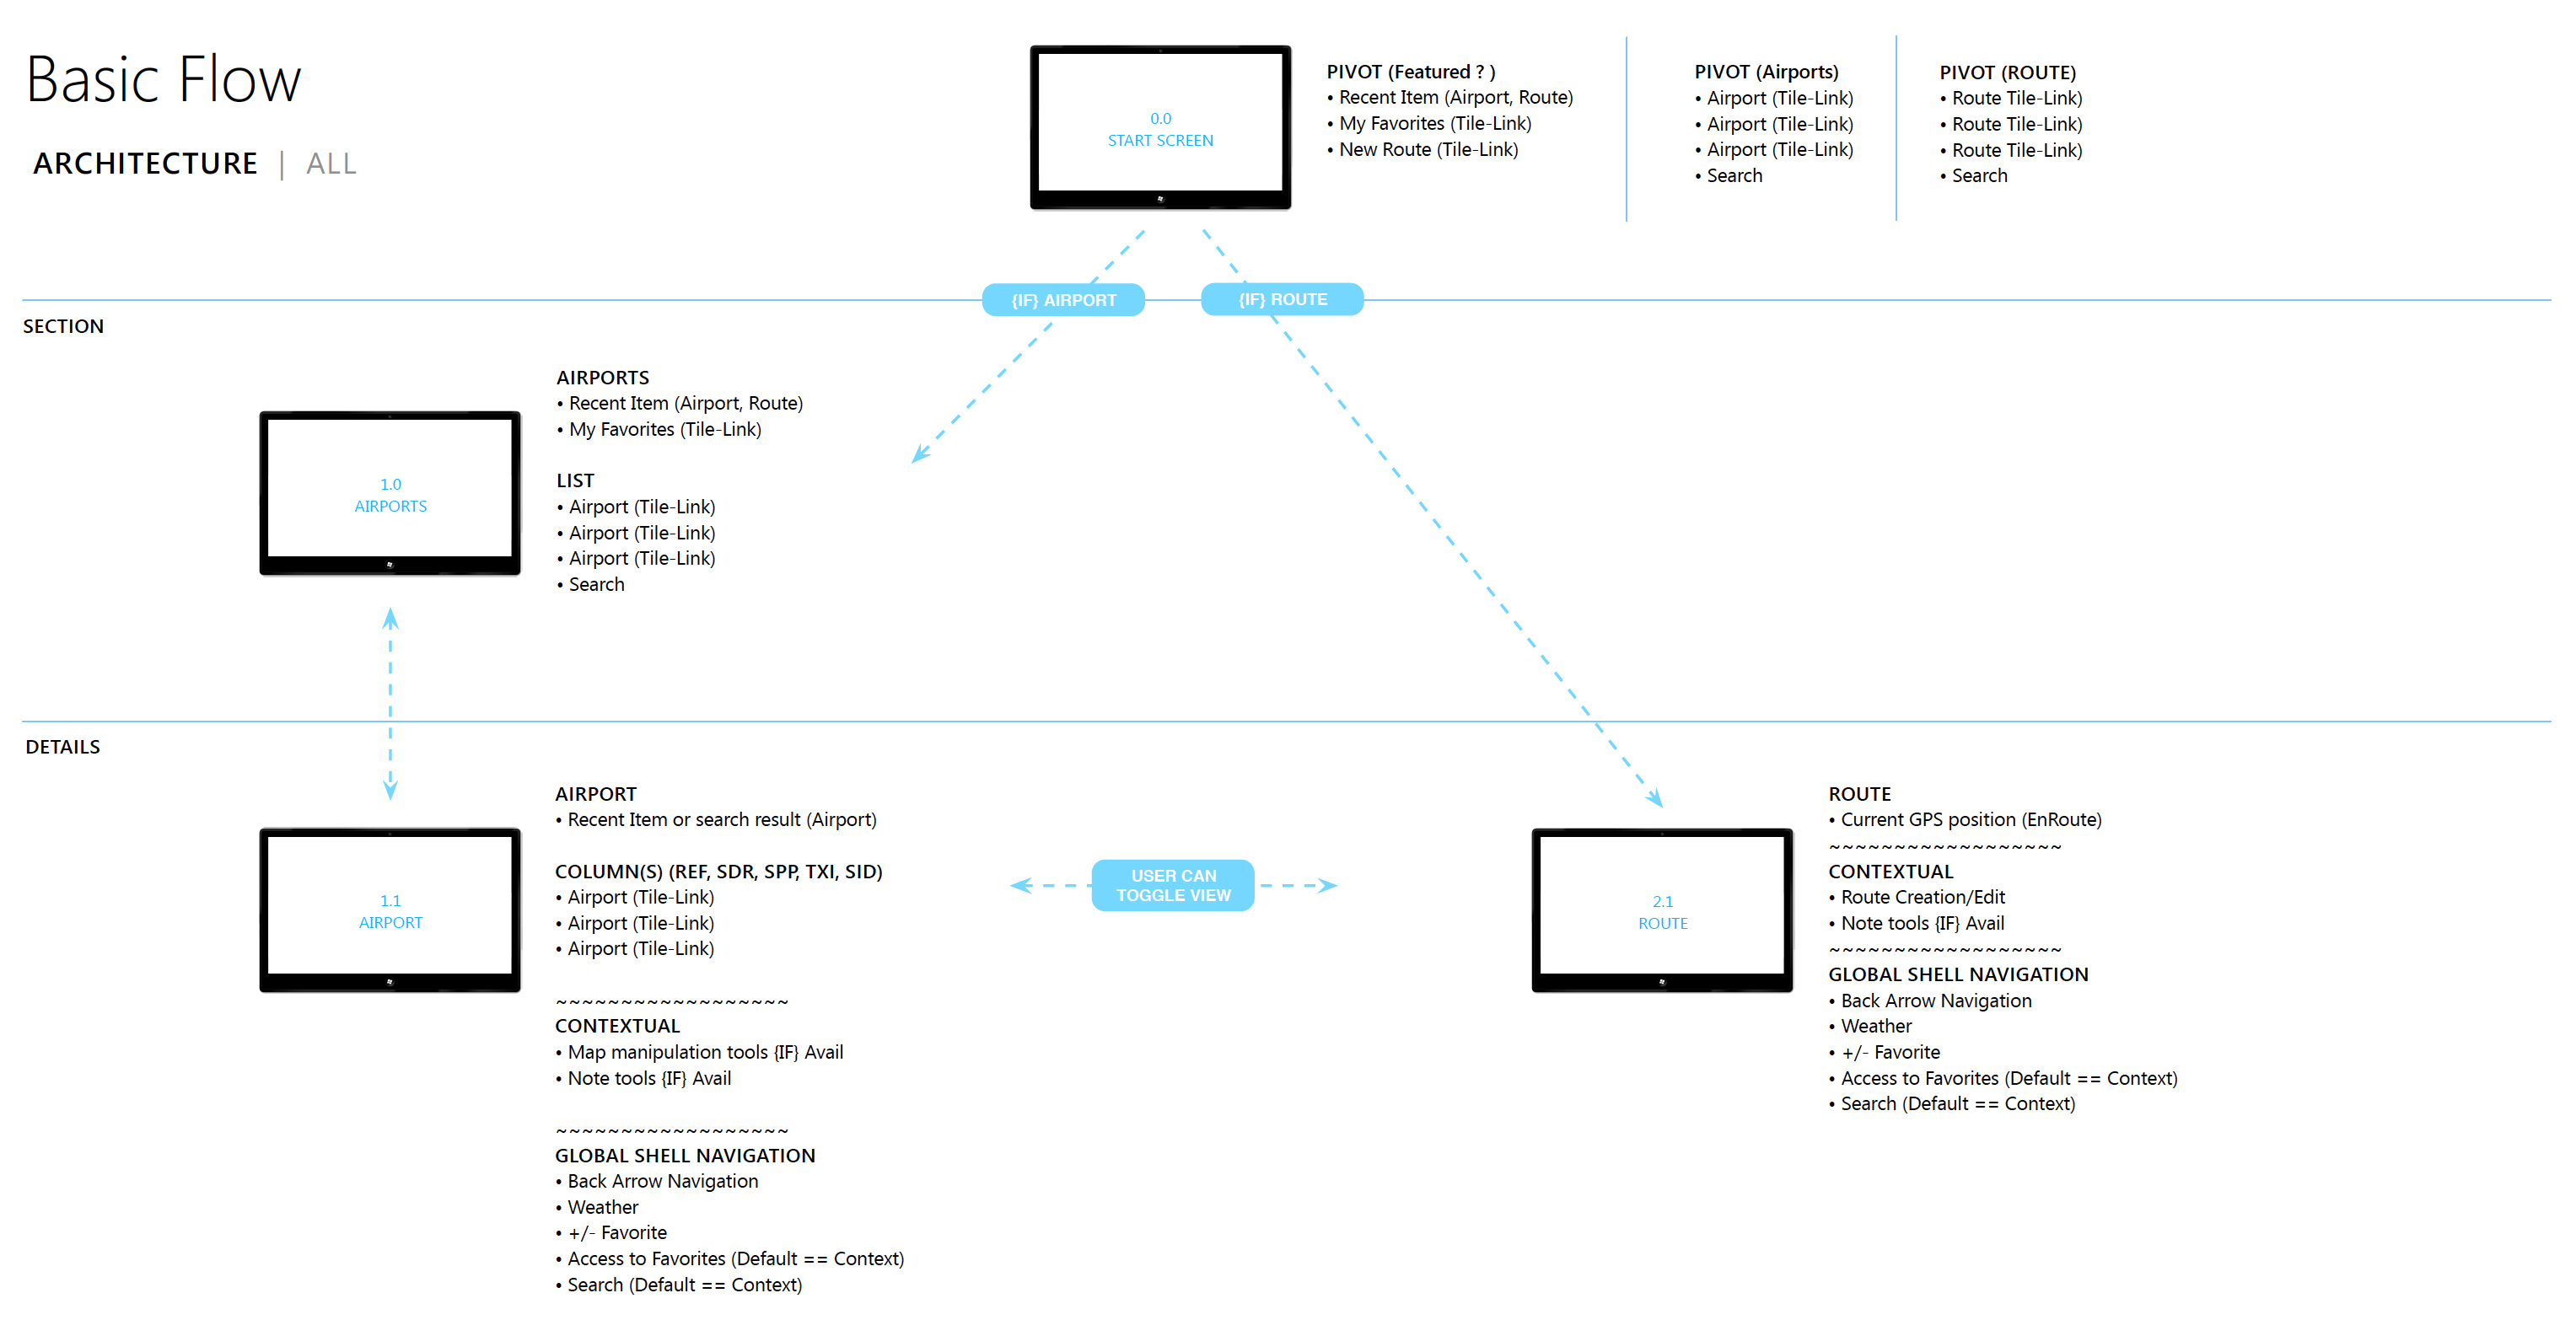 Basic Flow
ARCHITECTURE | ALL
0.0
START SCREEN
PIVOT (Featured ? )
• Recent Item (Airport, Route)
• My Favorites (Tile-Link)
• New Route (Tile-Link)
PIVOT (Airports)
• Airport (Tile-Link)
• Airport (Tile-Link)
• Airport (Tile-Link)
• Search
PIVOT (ROUTE)
• Route Tile-Link)
• Route Tile-Link)
• Route Tile-Link)
• Search
{IF} AIRPORT
{IF} ROUTE
SECTION
1.0
AIRPORTS
AIRPORTS
• Recent Item (Airport, Route)
• My Favorites (Tile-Link)
LIST
• Airport (Tile-Link)
• Airport (Tile-Link)
• Airport (Tile-Link)
• Search
DETAILS
1.1
AIRPORT
AIRPORT
• Recent Item or search result (Airport)
COLUMN(S) (REF, SDR, SPP, TXI, SID)
• Airport (Tile-Link)
• Airport (Tile-Link)
• Airport (Tile-Link)
~~~~~~~~~~~~~~~~~~
CONTEXTUAL
• Map manipulation tools {IF} Avail
• Note tools {IF} Avail
~~~~~~~~~~~~~~~~~~
GLOBAL SHELL NAVIGATION
• Back Arrow Navigation
• Weather
• +/- Favorite
• Access to Favorites (Default == Context)
• Search (Default == Context)
USER CAN
TOGGLE VIEW
2.1
ROUTE
ROUTE
• Current GPS position (EnRoute)
~~~~~~~~~~~~~~~~~~
CONTEXTUAL
• Route Creation/Edit
• Note tools {IF} Avail
~~~~~~~~~~~~~~~~~~
GLOBAL SHELL NAVIGATION
• Back Arrow Navigation
• Weather
• +/- Favorite
• Access to Favorites (Default == Context)
• Search (Default == Context)